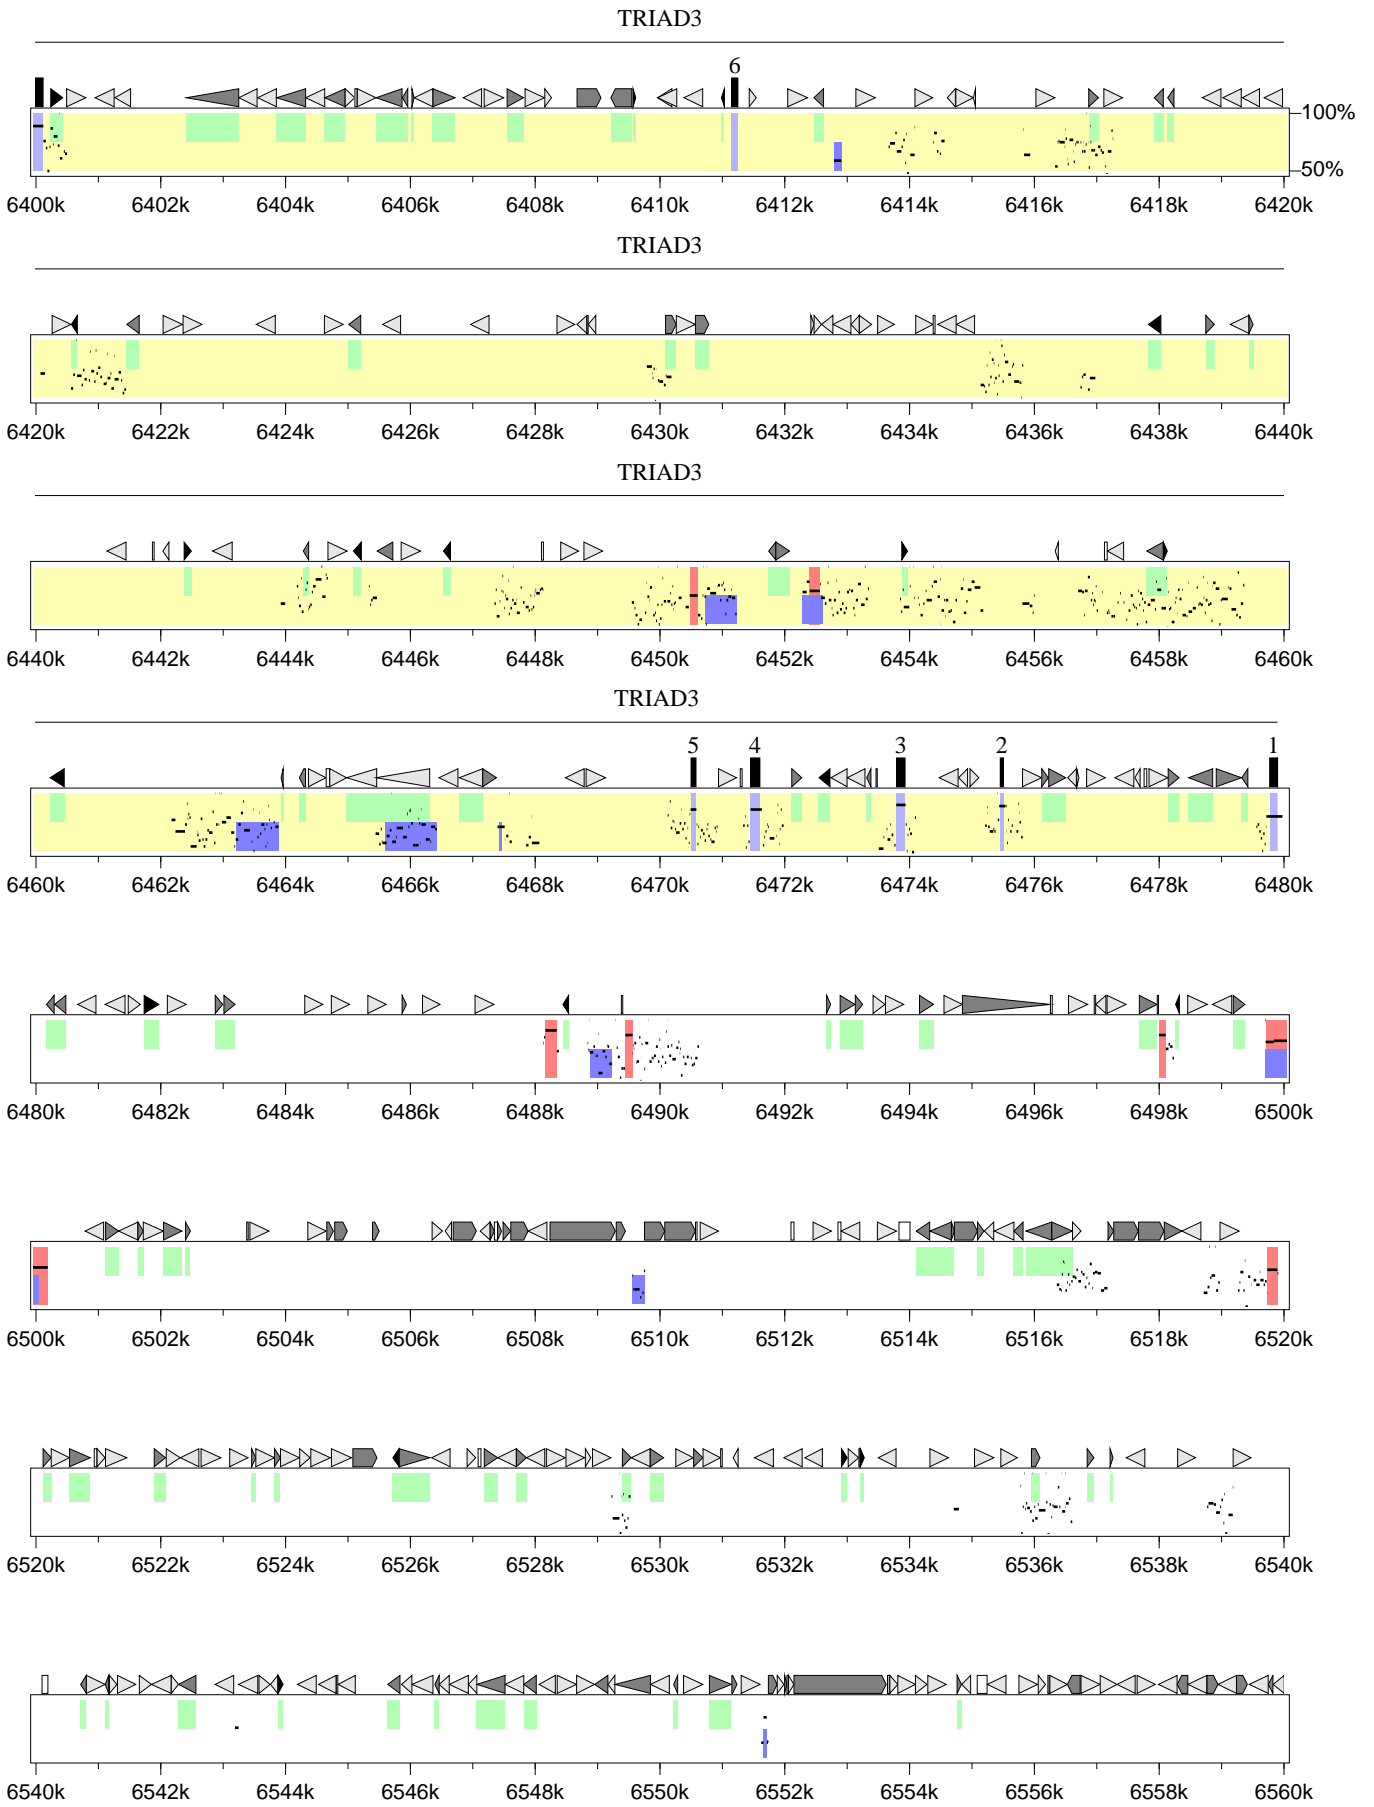 TRIAD3
6
100%
50%
6400k 6402k 6404k 6406k 6408k 6410k 6412k 6414k 6416k 6418k 6420k
TRIAD3
6420k 6422k 6424k 6426k 6428k 6430k 6432k 6434k 6436k 6438k 6440k
TRIAD3
6440k 6442k 6444k 6446k 6448k 6450k 6452k 6454k 6456k 6458k 6460k
TRIAD3
5 4 3 2 1
6460k 6462k 6464k 6466k 6468k 6470k 6472k 6474k 6476k 6478k 6480k
6480k 6482k 6484k 6486k 6488k 6490k 6492k 6494k 6496k 6498k 6500k
6500k 6502k 6504k 6506k 6508k 6510k 6512k 6514k 6516k 6518k 6520k
6520k 6522k 6524k 6526k 6528k 6530k 6532k 6534k 6536k 6538k 6540k
6540k 6542k 6544k 6546k 6548k 6550k 6552k 6554k 6556k 6558k 6560k